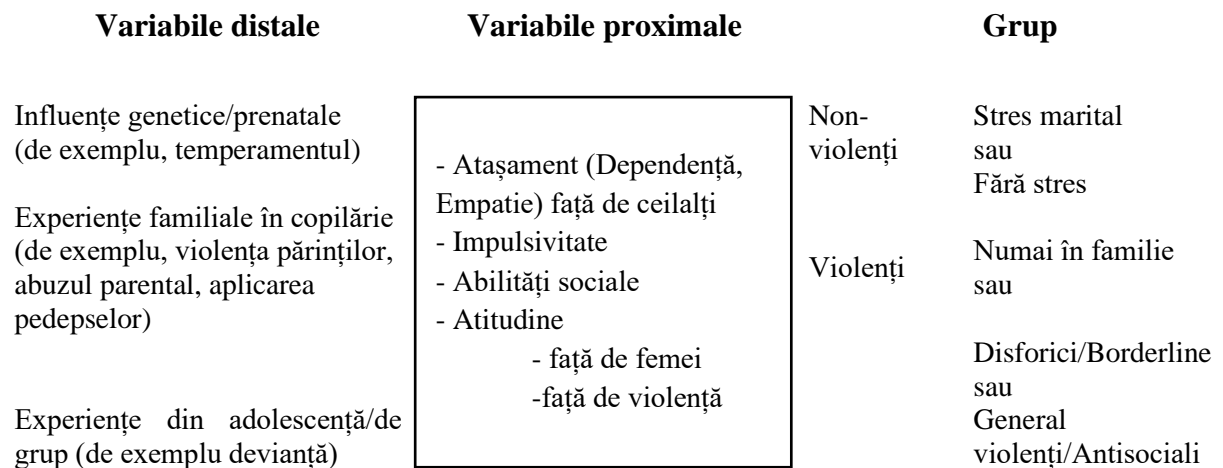 Variabile distale
Variabile proximale
Grup
Influențe genetice/prenatale
(de exemplu, temperamentul)
Experiențe familiale în copilărie
(de exemplu, violența părinților,
abuzul parental, aplicarea
pedepselor)
Experiențe din adolescență/de
grup (de exemplu devianță)
- Atașament (Dependență,
Empatie) față de ceilalți
- Impulsivitate
- Abilități sociale
- Atitudine
- față de femei
-față de violență
Non-
violenți
Violenți
Stres marital
sau
Fără stres
Numai în familie
sau
Disforici/Borderline
sau
General
violenți/Antisociali